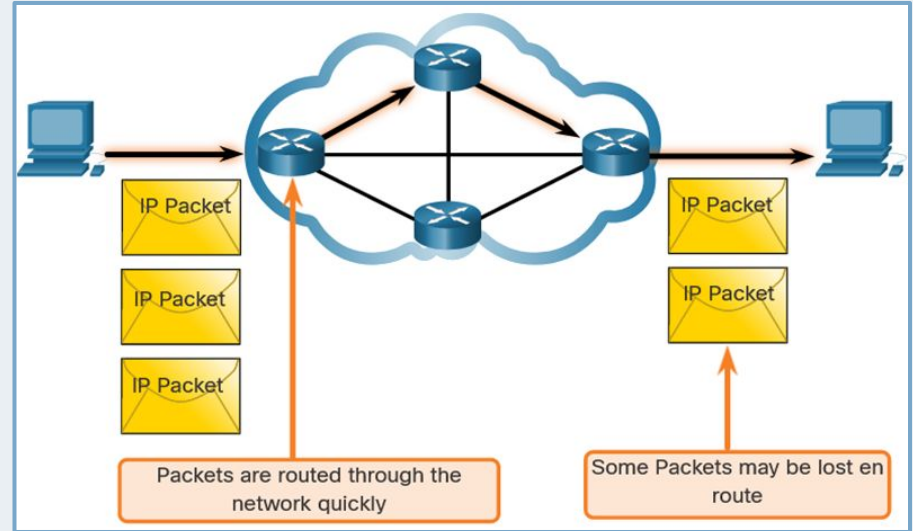 IP Packet
IP Packet
IP Packet
IP Packet
IP Packet
Packets are routed through the
network quickly
Some Packets may be lost en
route